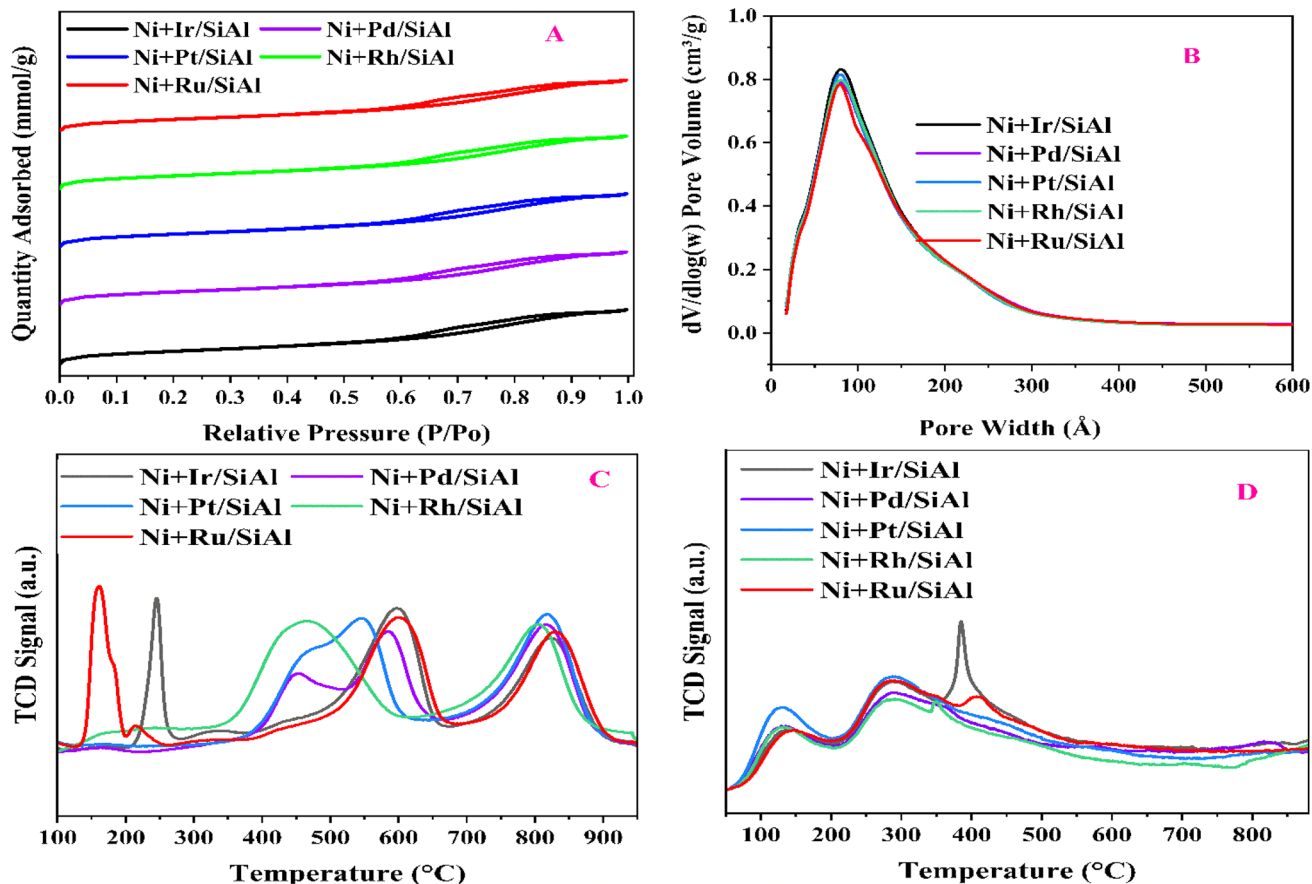 Ni+Ir/SiAl Ni+Pd/SiAl
Ni+Pt/SiAl Ni+Rh/SiAl
Ni+Ru/SiAl
A
Quantity Adsorbed (mmol/g)
0.0 0.1 0.2 0.3 0.4 0.5 0.6 0.7 0.8 0.9 1.0
Relative Pressure (P/Po)
B
dV/dlog(w) Pore Volume (cm³/g)
1.0
0.8
0.6
0.4
0.2
0.0
Ni+Ir/SiAl
Ni+Pd/SiAl
Ni+Pt/SiAl
Ni+Rh/SiAl
Ni+Ru/SiAl
0 100 200 300 400 500 600
Pore Width (Å)
Ni+Ir/SiAl Ni+Pd/SiAl
Ni+Pt/SiAl Ni+Rh/SiAl
Ni+Ru/SiAl
C
TCD Signal (a.u.)
100 200 300 400 500 600 700 800 900
Temperature (°C)
Ni+Ir/SiAl
Ni+Pd/SiAl
Ni+Pt/SiAl
Ni+Rh/SiAl
Ni+Ru/SiAl
D
TCD Signal (a.u.)
100 200 300 400 500 600 700 800
Temperature (°C)